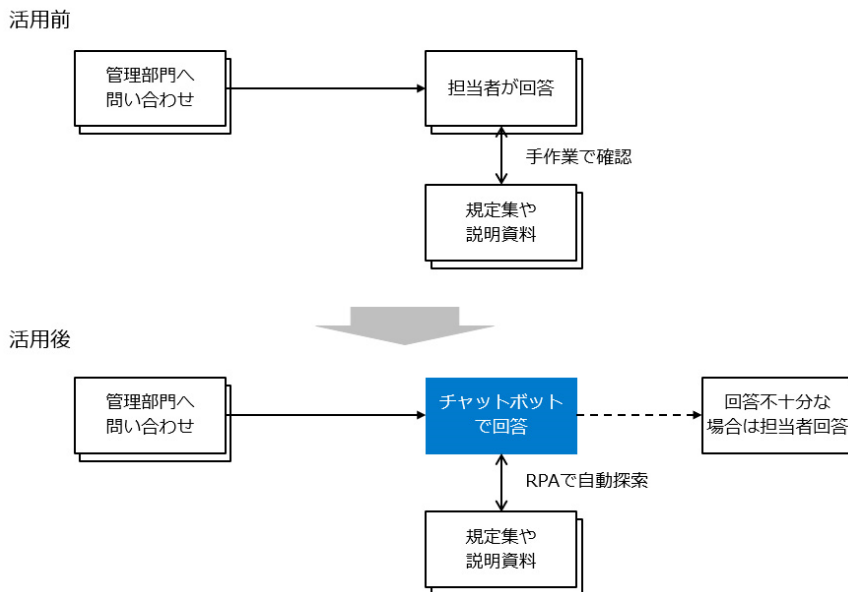 活用前
管理部門へ
問い合わせ
担当者が回答
手作業で確認
規定集や
説明資料
活用後
管理部門へ
問い合わせ
チャットボット
で回答
回答不十分な
場合は担当者回答
RPAで自動探索
規定集や
説明資料